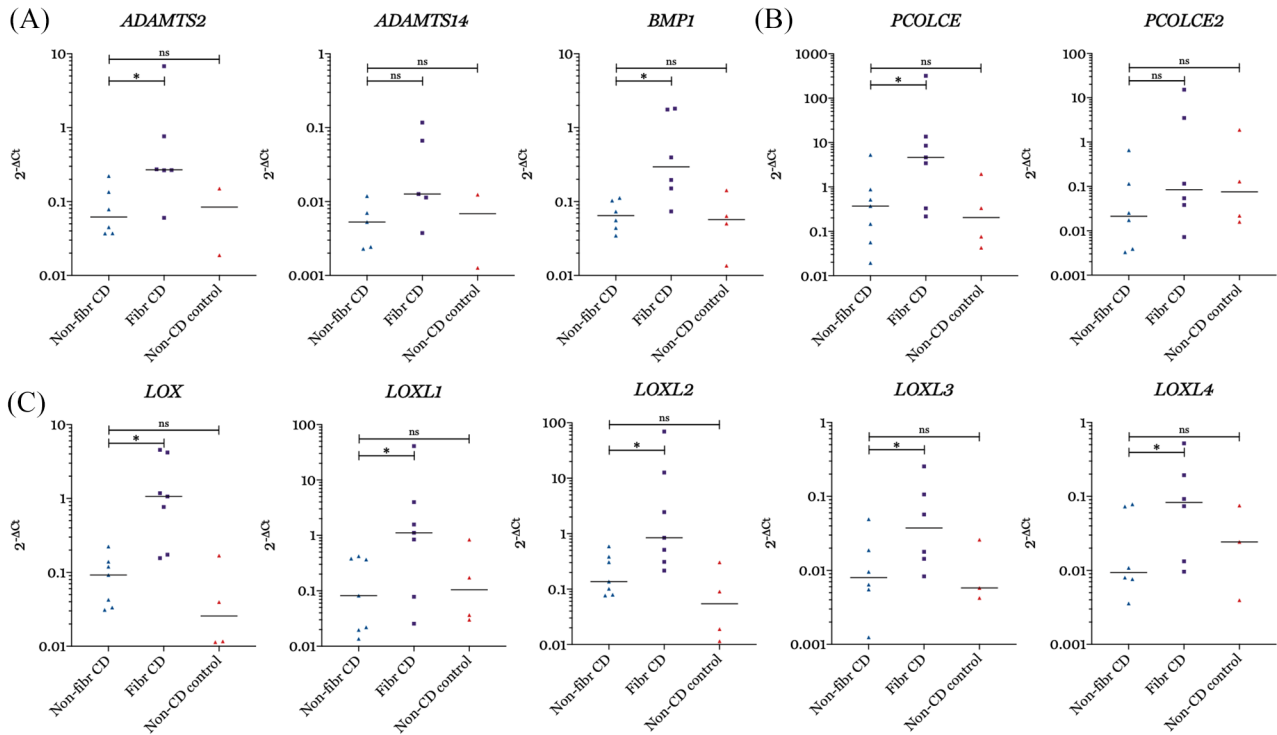 (A)
ADAMTS2
ADAMTS14
BMP1
(B)
PCOLCE
PCOLCE2
10
1
0.1
0.01
2-ΔCt
ns
*
Non-fibr CD
Fibr CD
Non-CD control
1
0.1
0.01
0.001
2-ΔCt
ns
ns
Non-fibr CD
Fibr CD
Non-CD control
10
1
0.1
0.01
2-ΔCt
ns
*
Non-fibr CD
Fibr CD
Non-CD control
1000
100
10
1
0.1
0.01
2-ΔCt
ns
*
Non-fibr CD
Fibr CD
Non-CD control
100
10
1
0.1
0.01
0.001
2-ΔCt
ns
ns
Non-fibr CD
Fibr CD
Non-CD control
(C)
LOX
LOXL1
LOXL2
LOXL3
LOXL4
10
1
0.1
0.01
ns
*
Non-fibr CD
Fibr CD
Non-CD control
100
10
1
0.1
0.01
2-ΔCt
ns
*
Non-fibr CD
Fibr CD
Non-CD control
100
10
1
0.1
0.01
2-ΔCt
ns
*
Non-fibr CD
Fibr CD
Non-CD control
1
0.1
0.01
0.001
2-ΔCt
ns
*
Non-fibr CD
Fibr CD
Non-CD control
1
0.1
0.01
0.001
2-ΔCt
ns
*
Non-fibr CD
Fibr CD
Non-CD control